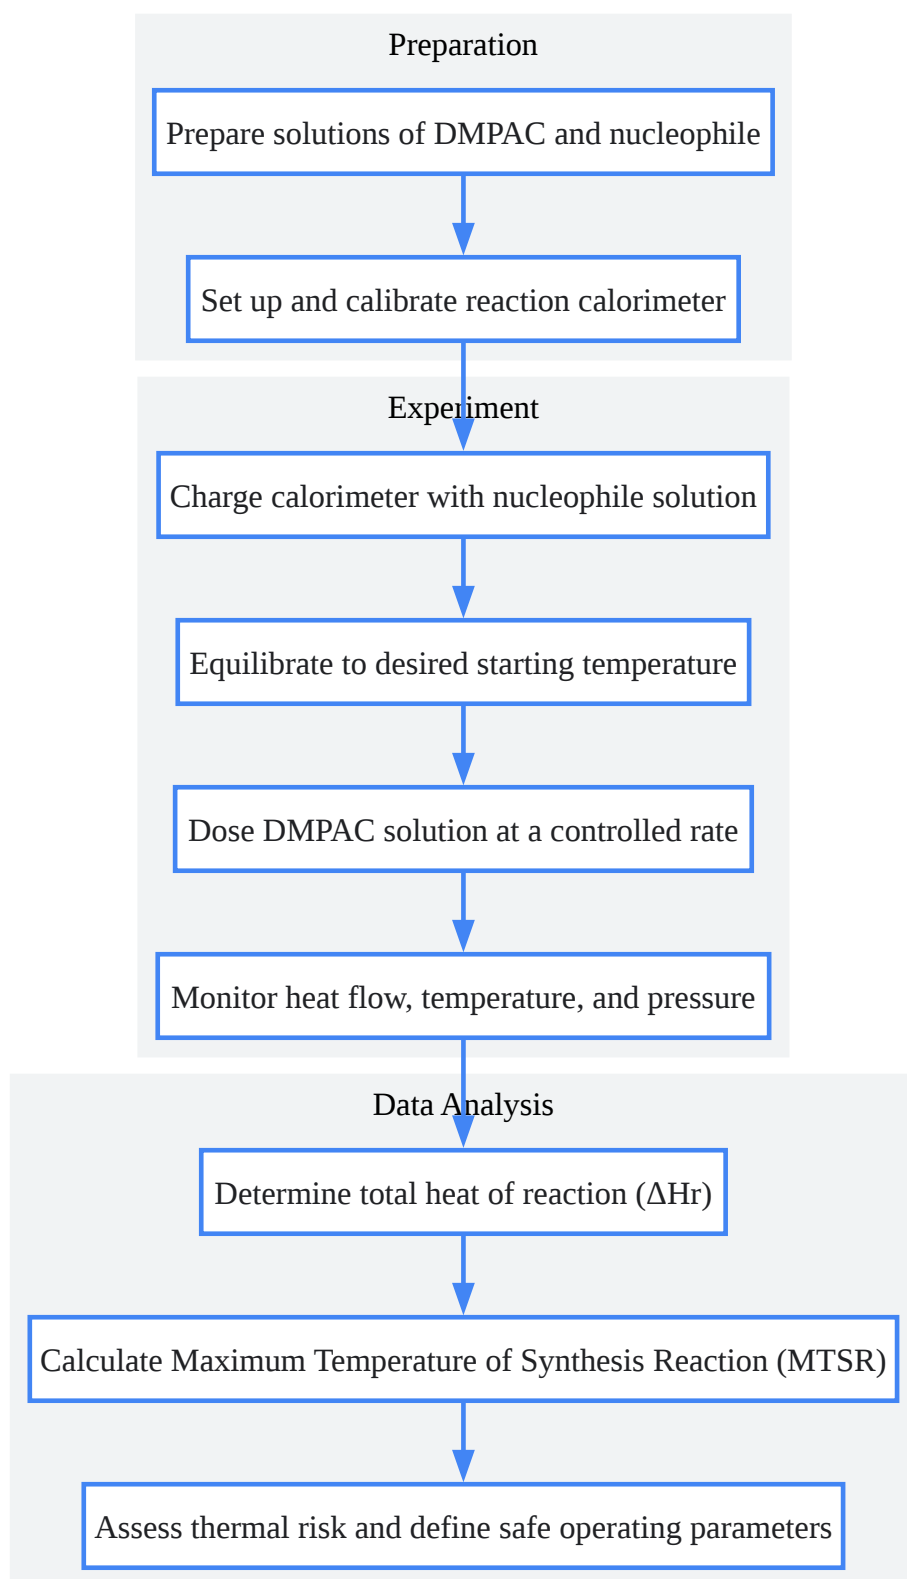 Preparation
Prepare solutions of DMPAC and nucleophile
Set up and calibrate reaction calorimeter
Experiment
Charge calorimeter with nucleophile solution
Equilibrate to desired starting temperature
Dose DMPAC solution at a controlled rate
Monitor heat flow, temperature, and pressure
Data Analysis
Determine total heat of reaction (ΔHr)
Calculate Maximum Temperature of Synthesis Reaction (MTSR)
Assess thermal risk and define safe operating parameters